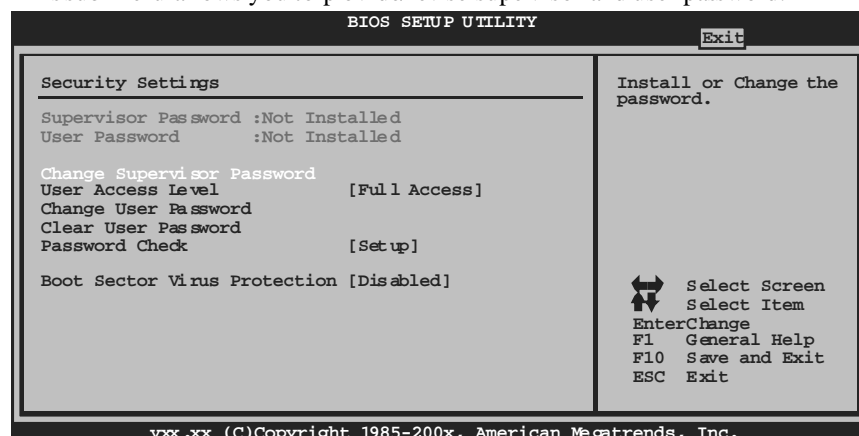 BIOS SETUP UTILITY
Exit
Security Settings
Supervisor Password :Not Installed
User Password :Not Installed
Change Supervisor Password
User Access Level [Full Access]
Change User Password
Clear User Password
Password Check [Setup]
Boot Sector Virus Protection [Disabled]
Install or Change the
password.
Select Screen
Select Item
EnterChange
F1 General Help
F10 Save and Exit
ESC Exit
vxx.xx (C)Copyright 1985-200x, American Megatrends, Inc.